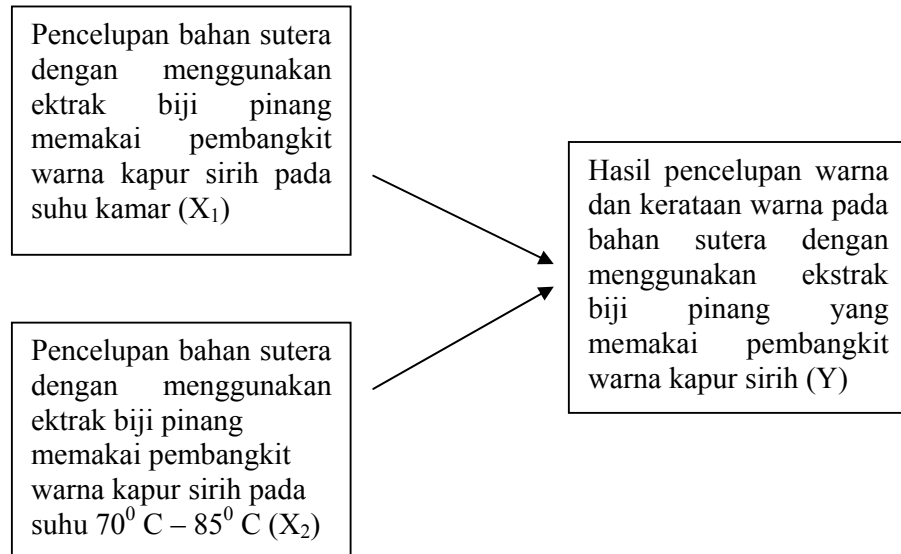 Pencelupan bahan sutera
dengan menggunakan
ektrak biji pinang
memakai pembangkit
warna kapur sirih pada
suhu kamar (X₁)
Hasil pencelupan warna
dan kerataan warna pada
bahan sutera dengan
menggunakan ekstrak
biji pinang yang
memakai pembangkit
warna kapur sirih (Y)
Pencelupan bahan sutera
dengan menggunakan
ektrak biji pinang
memakai pembangkit
warna kapur sirih pada
suhu 70⁰ C – 85⁰ C (X₂)